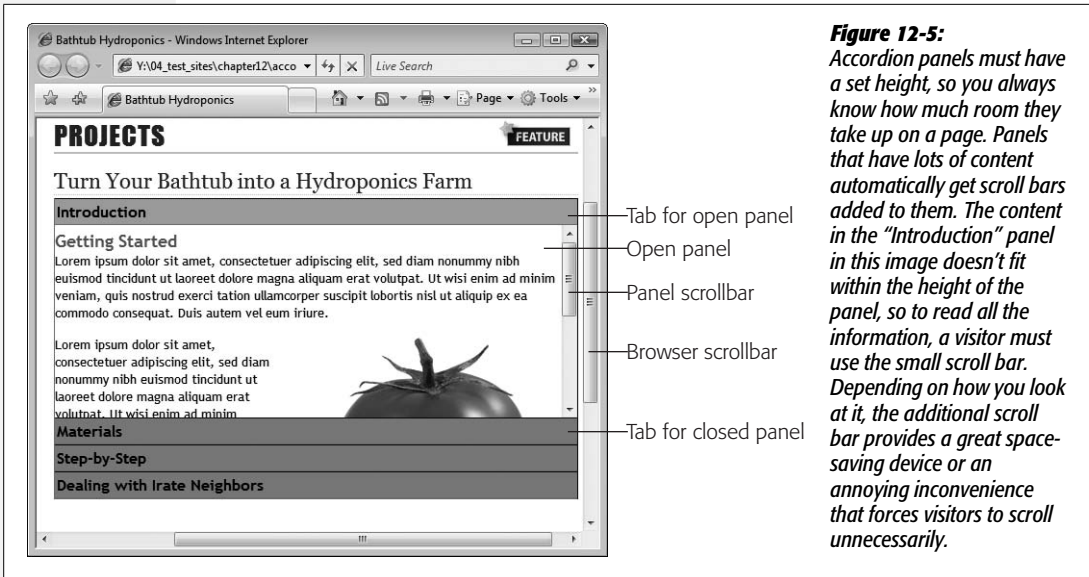 Bathtub Hydroponics - Windows Internet Explorer
Y:\04_test_sites\chapter12\acco
Live Search
Bathtub Hydroponics
Page
Tools
PROJECTS
FEATURE
Turn Your Bathtub into a Hydroponics Farm
Introduction
Getting Started
Lorem ipsum dolor sit amet, consectetuer adipiscing elit, sed diam nonummy nibh
euismod tincidunt ut laoreet dolore magna aliquam erat volutpat. Ut wisi enim ad minim
veniam, quis nostrud exerci tation ullamcorper suscipit lobortis nisl ut aliquip ex ea
commodo consequat. Duis autem vel eum iriure.
Lorem ipsum dolor sit amet,
consectetuer adipiscing elit, sed diam
nonummy nibh euismod tincidunt ut
laoreet dolore magna aliquam erat
volutpat. Ut wisi enim ad minim
Materials
Step-by-Step
Dealing with Irate Neighbors
Tab for open panel
Open panel
Panel scrollbar
Browser scrollbar
Tab for closed panel
Figure 12-5:
Accordion panels must have
a set height, so you always
know how much room they
take up on a page. Panels
that have lots of content
automatically get scroll bars
added to them. The content
in the “Introduction” panel
in this image doesn’t fit
within the height of the
panel, so to read all the
information, a visitor must
use the small scroll bar.
Depending on how you look
at it, the additional scroll
bar provides a great space-
saving device or an
annoying inconvenience
that forces visitors to scroll
unnecessarily.